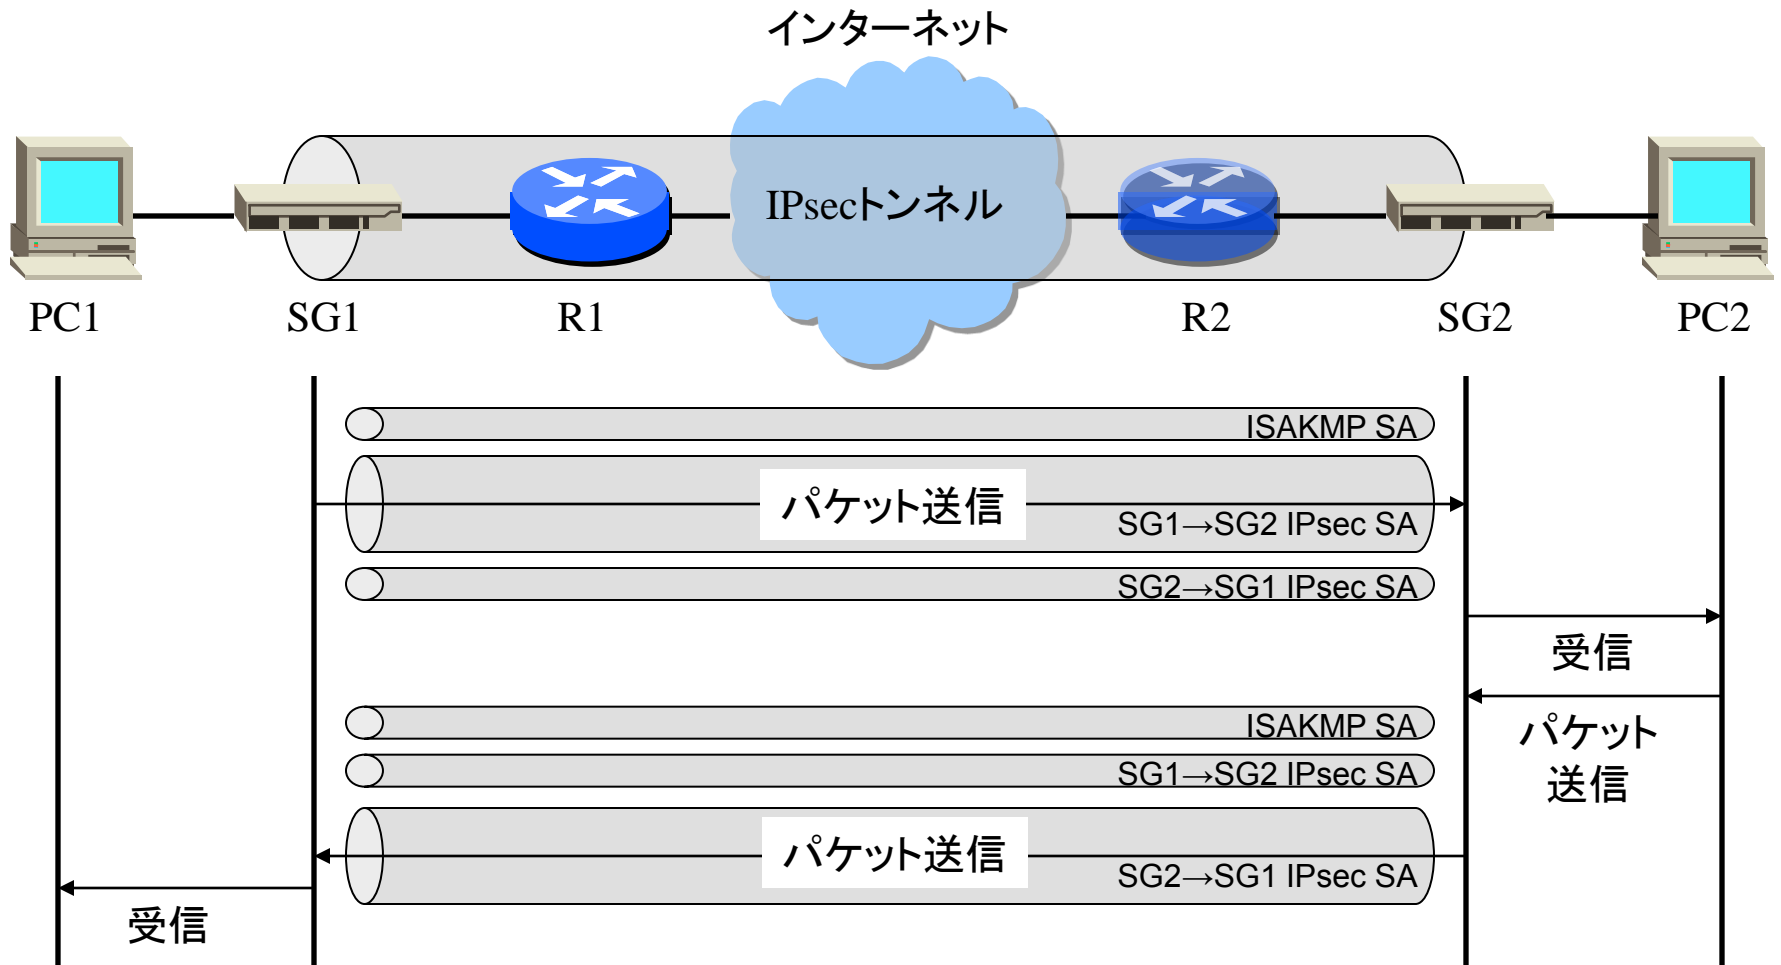 インターネット
IPsecトンネル
PC1
SG1
R1
R2
SG2
PC2
ISAKMP SA
パケット送信
SG1→SG2 IPsec SA
SG2→SG1 IPsec SA
受信
ISAKMP SA
パケット
送信
SG1→SG2 IPsec SA
パケット送信
SG2→SG1 IPsec SA
受信